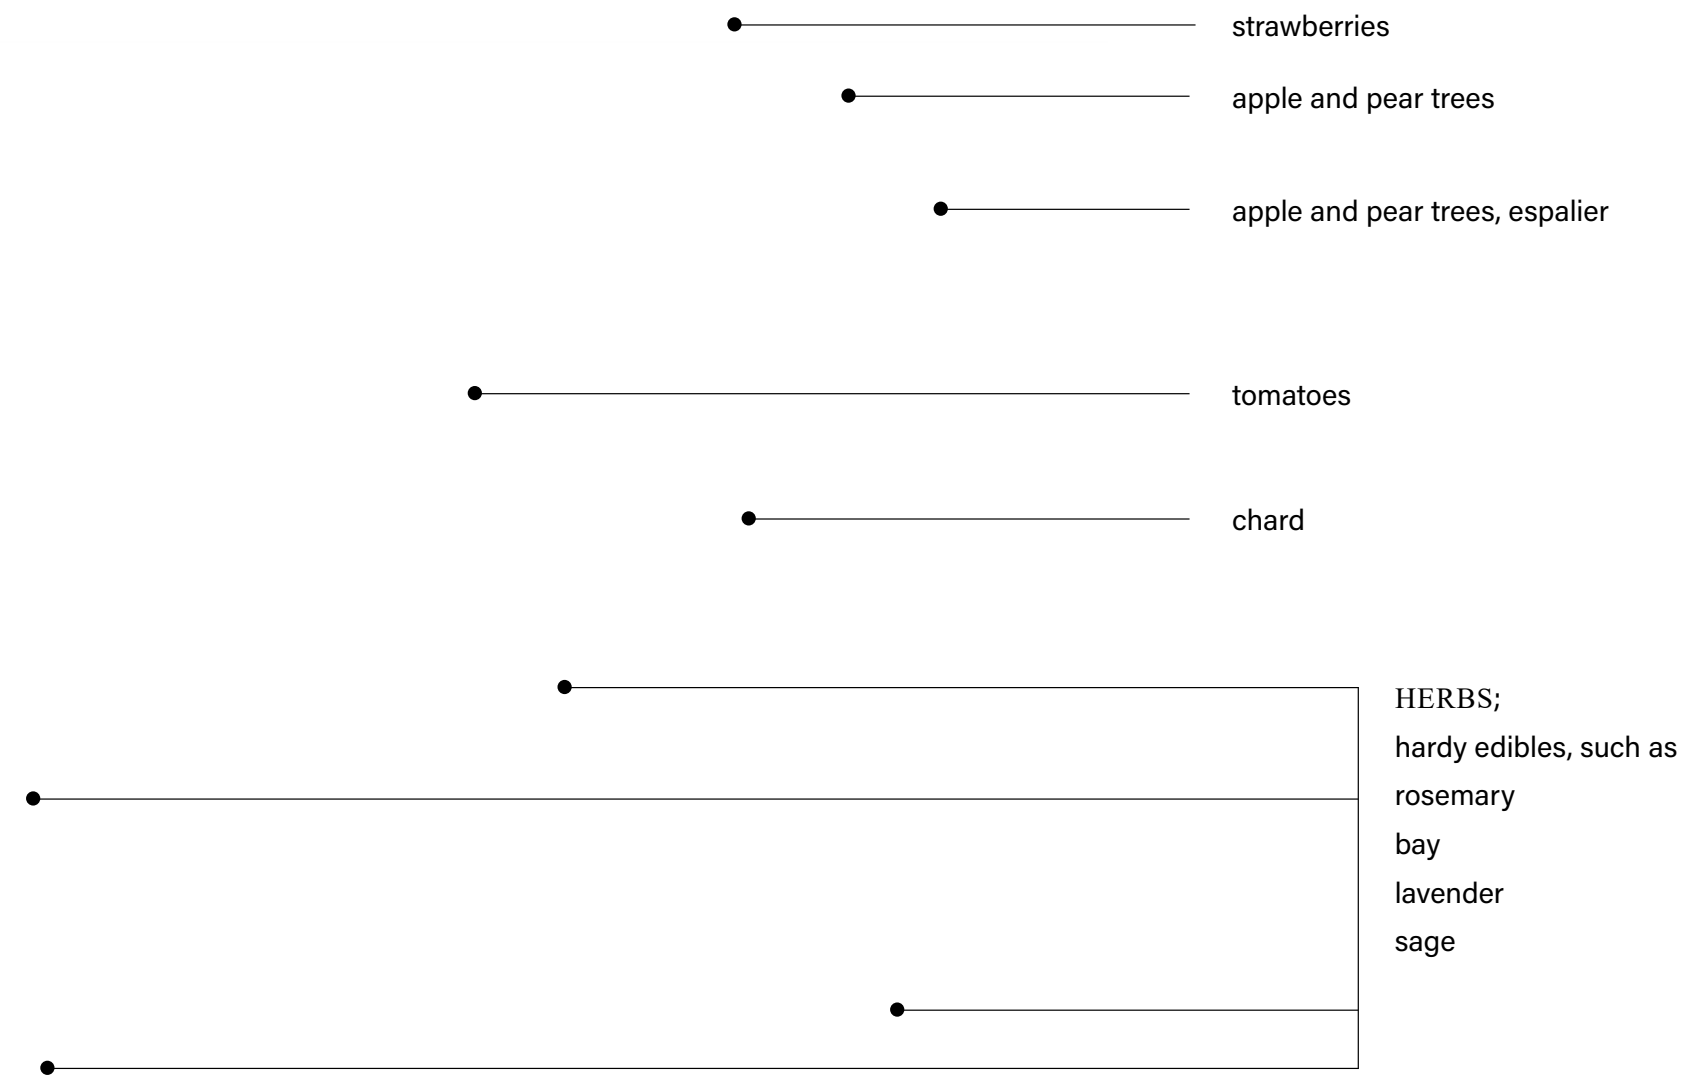 strawberries
apple and pear trees
apple and pear trees, espalier
tomatoes
chard
HERBS;
hardy edibles, such as
rosemary
bay
lavender
sage